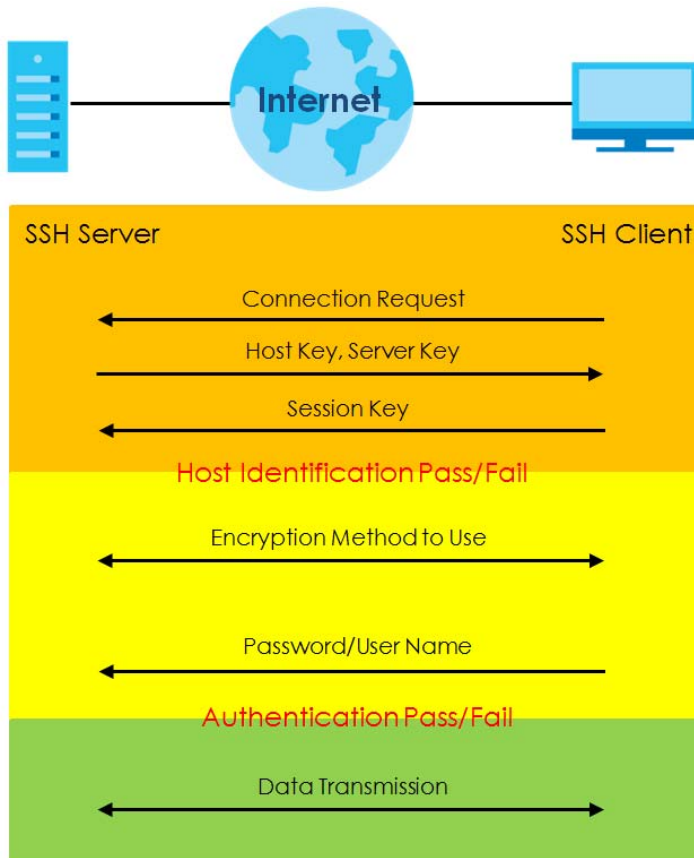 Internet
SSH Server
SSH Client
Connection Request
Host Key, Server Key
Session Key
Host Identification Pass/Fail
Encryption Method to Use
Password/User Name
Authentication Pass/Fail
Data Transmission